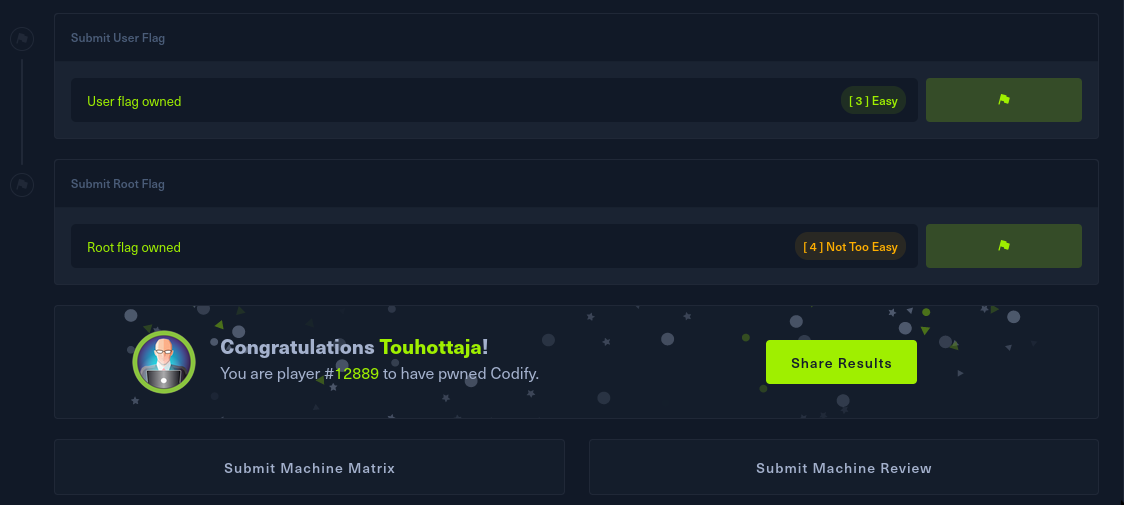 Submit User Flag
User flag owned
[ 3 ] Easy
Submit Root Flag
Root flag owned
[ 4 ] Not Too Easy
Congratulations Touhottaja!
You are player #12889 to have pwned Codify.
Share Results
Submit Machine Matrix
Submit Machine Review